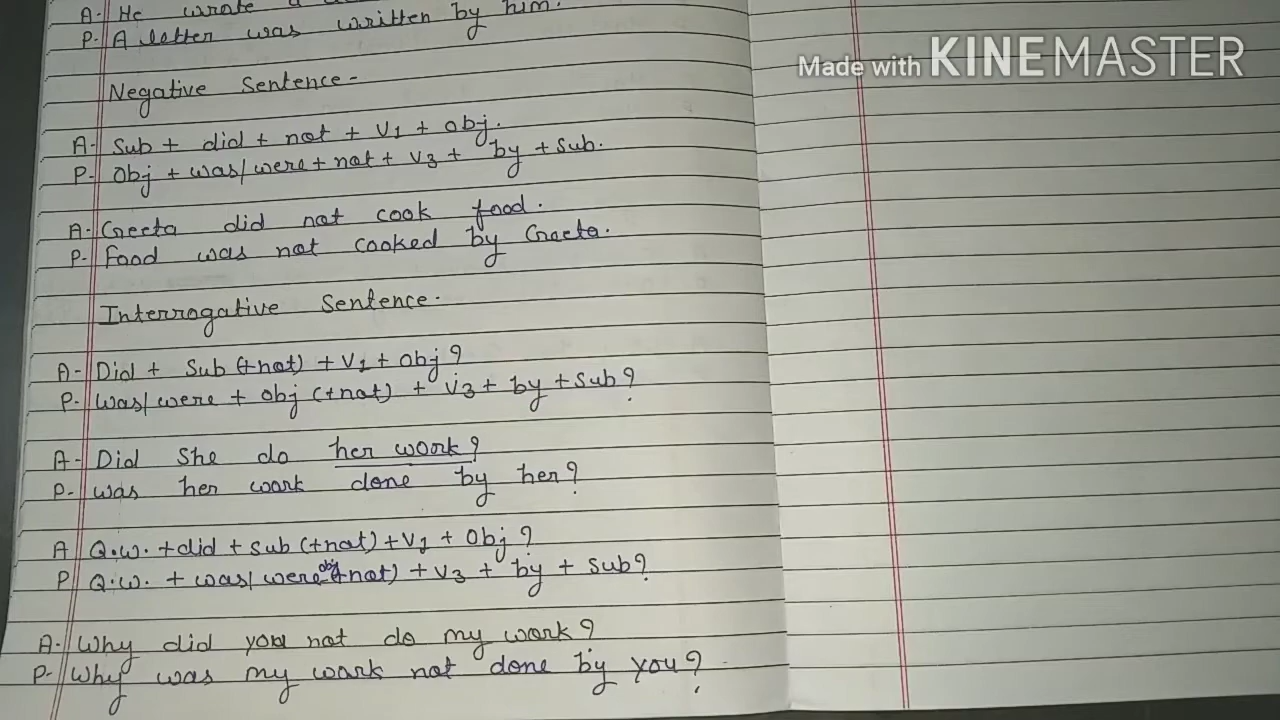 A- He wrote a
P- A letter was written by him.
Made with KINEMASTER
Negative Sentence-
A- Sub + did + not + V1 + obj.
P- Obj + was/were + not + V3 + by + sub.
A- Geeta did not cook food.
P- Food was not cooked by Geeta.
Interrogative Sentence.
A- Did + Sub (+not) + V1 + Obj?
P- Was/were + Obj (+not) + V3 + by + sub?
A- Did She do her work?
P- Was her work done by her?
A Q.W. + did + sub (+not) + V1 + Obj?
P Q.W. + was/were obj (+not) + V3 + by + sub?
A- Why did you not do my work?
P- Why was my work not done by you?